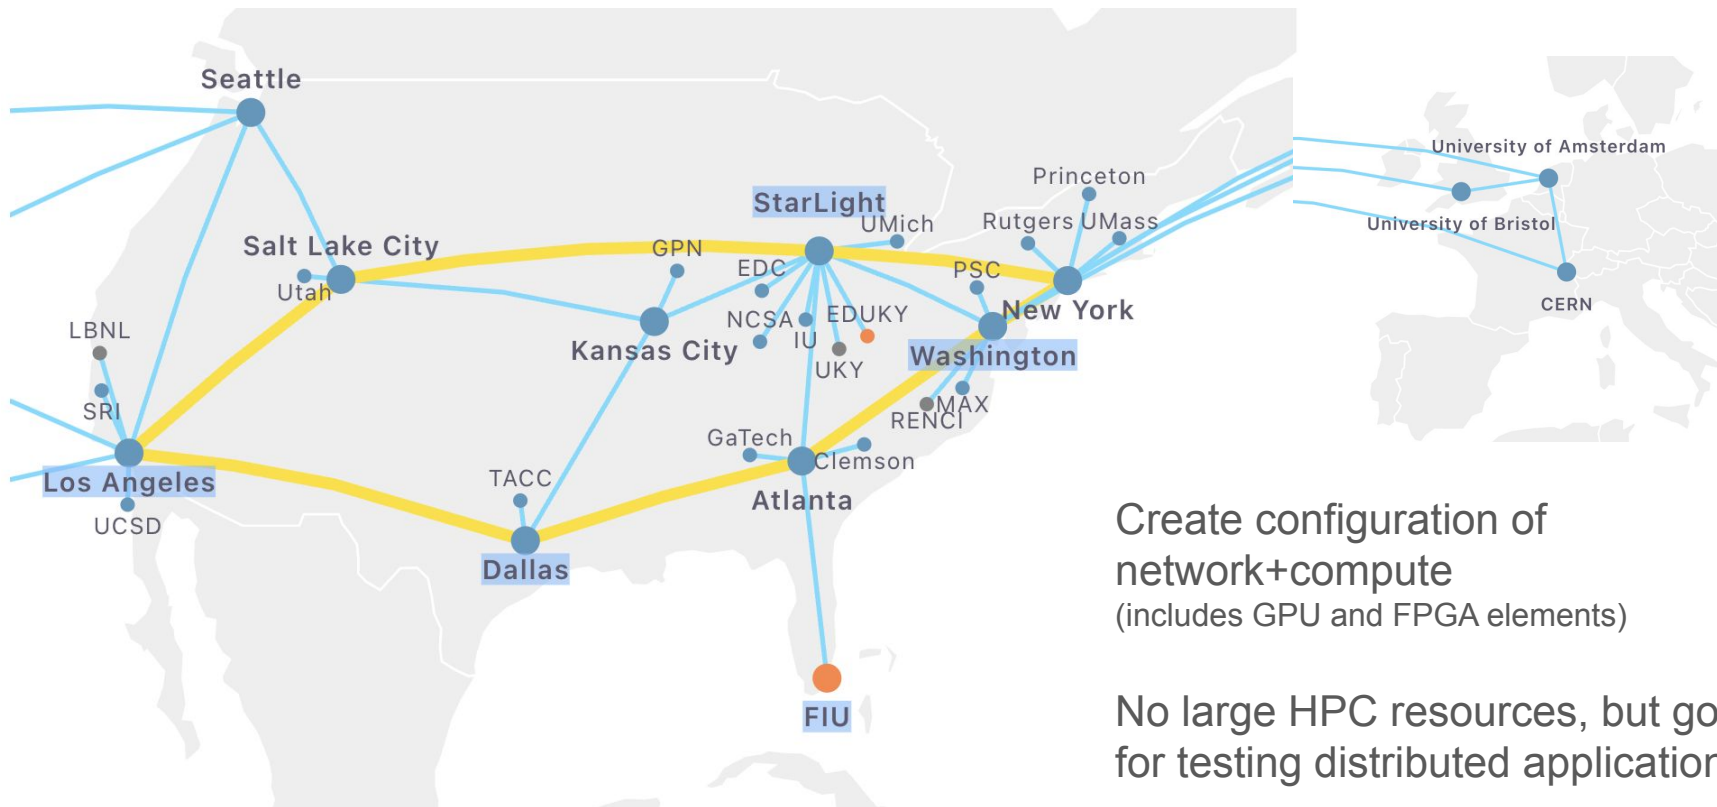 Seattle
StarLight
Princeton
UMich
Rutgers UMass
Salt Lake City
GPN
EDC
PSC
Utah
New York
LBNL
NCSA
EDUKY
IU
Kansas City
Washington
UKY
SRI
MAX
RENCI
GaTech
Clemson
Los Angeles
TACC
Atlanta
UCSD
Dallas
FIU
University of Amsterdam
University of Bristol
CERN
Create configuration of
network+compute
(includes GPU and FPGA elements)
No large HPC resources, but
for testing distributed